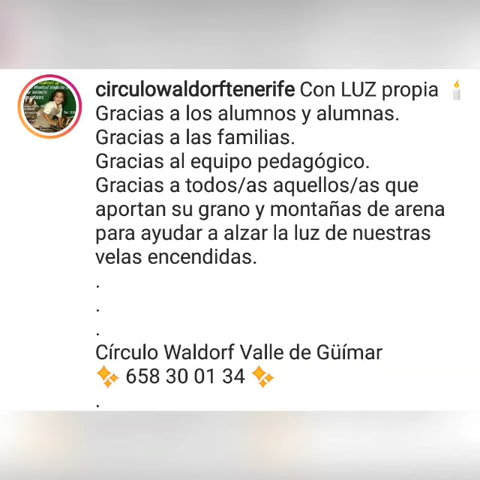 circulowaldorftenerife Con LUZ propia 🕯️
Gracias a los alumnos y alumnas.
Gracias a las familias.
Gracias al equipo pedagógico.
Gracias a todos/as aquellos/as que
aportan su grano y montañas de arena
para ayudar a alzar la luz de nuestras
velas encendidas.
.
.
.
Círculo Waldorf Valle de Güímar
✨ 658 30 01 34 ✨
.